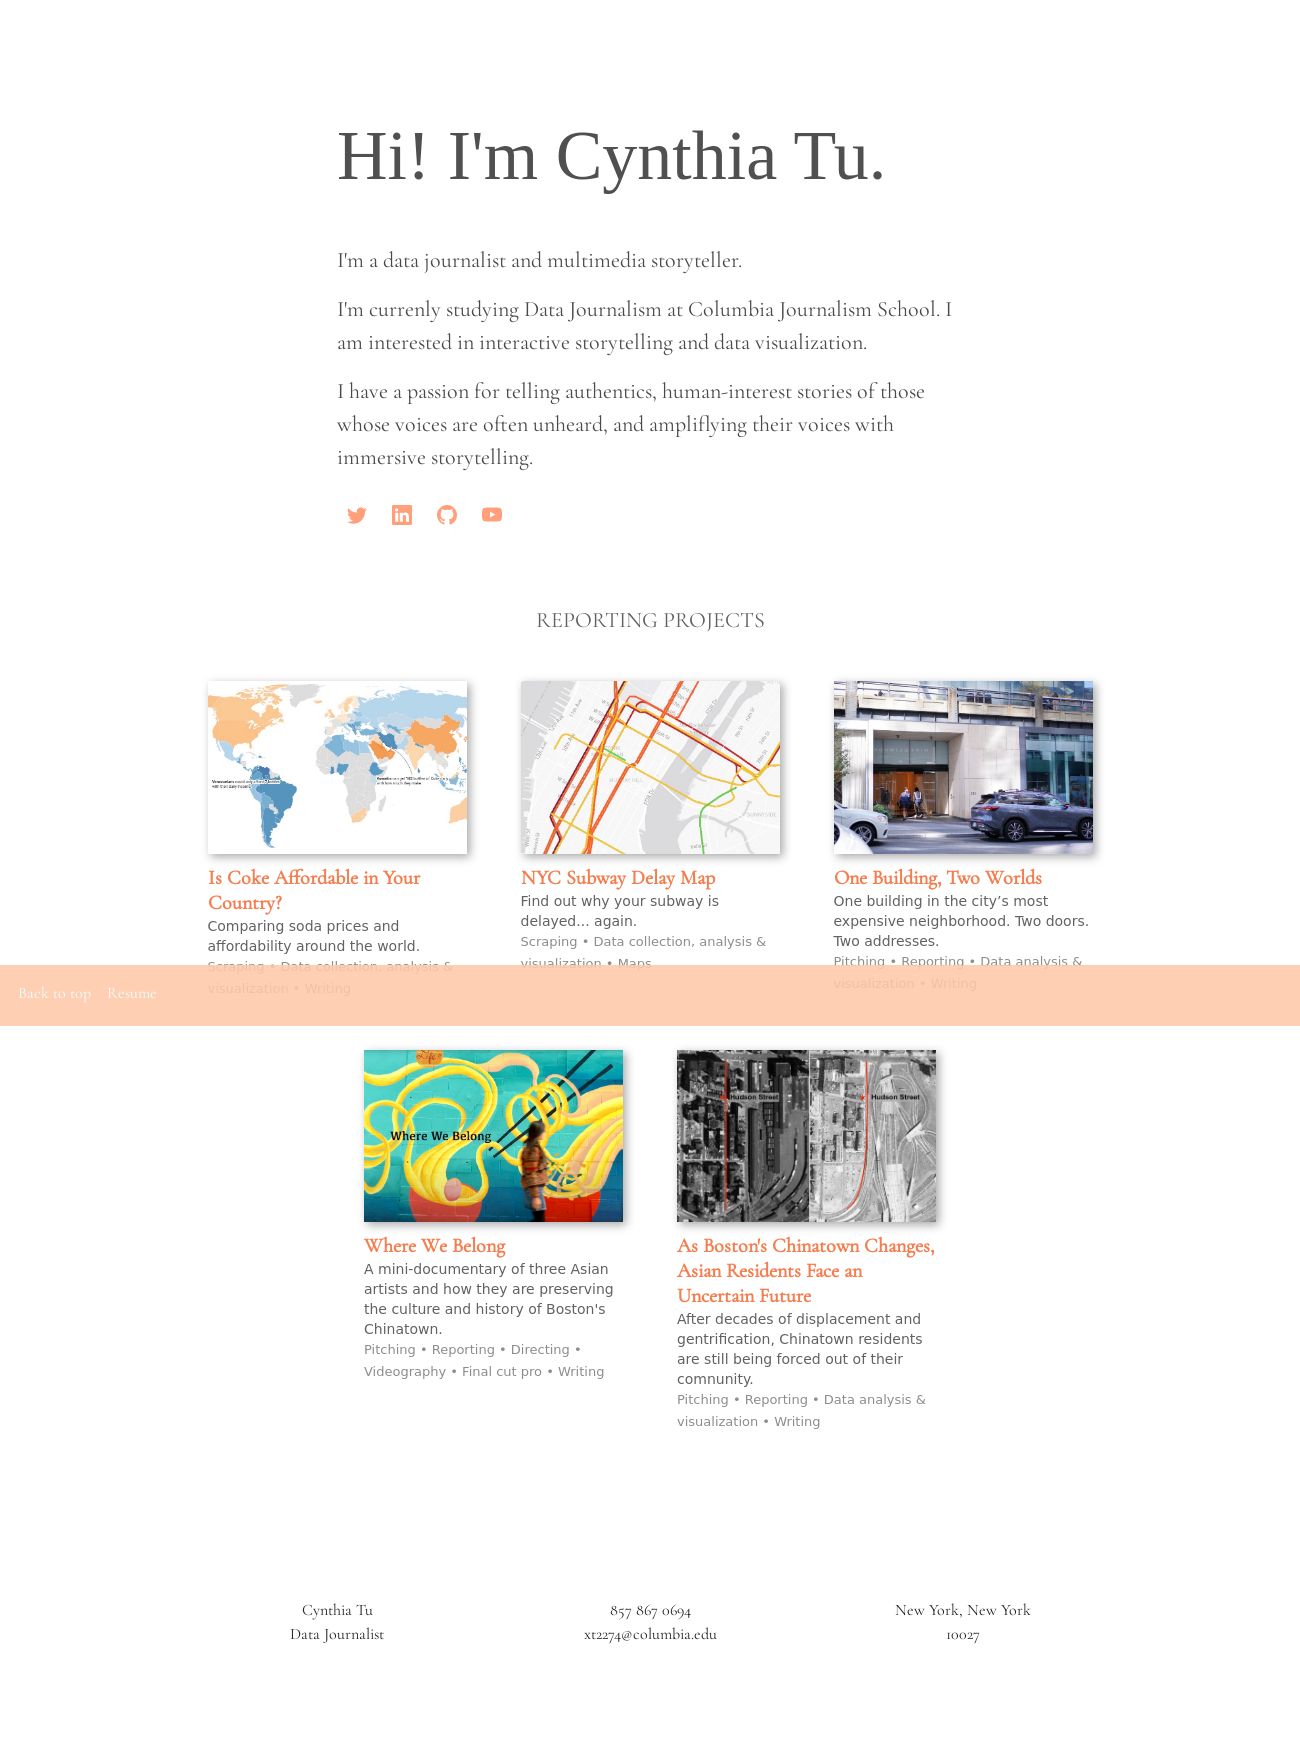 Hi! I'm Cynthia Tu.
I'm a data journalist and multimedia storyteller.
I'm currenly studying Data Journalism at Columbia Journalism School. I
am interested in interactive storytelling and data visualization.
I have a passion for telling authentics, human-interest stories of those
whose voices are often unheard, and ampliflying their voices with
immersive storytelling.
REPORTING PROJECTS
Is Coke Affordable in Your
Country?
Comparing soda prices and
affordability around the world.
Scraping • Data collection, analysis &
visualization • Writing
NYC Subway Delay Map
Find out why your subway is
delayed... again.
Scraping • Data collection, analysis &
visualization • Maps
One Building, Two Worlds
One building in the city’s most
expensive neighborhood. Two doors.
Two addresses.
Pitching • Reporting • Data analysis &
visualization • Writing
Back to top Resume
Where We Belong
Where We Belong
A mini-documentary of three Asian
artists and how they are preserving
the culture and history of Boston's
Chinatown.
Pitching • Reporting • Directing •
Videography • Final cut pro • Writing
Hudson Street
Hudson Street
As Boston's Chinatown Changes,
Asian Residents Face an
Uncertain Future
After decades of displacement and
gentrification, Chinatown residents
are still being forced out of their
comnunity.
Pitching • Reporting • Data analysis &
visualization • Writing
Cynthia Tu
Data Journalist
857 867 0694
xt2274@columbia.edu
New York, New York
10027